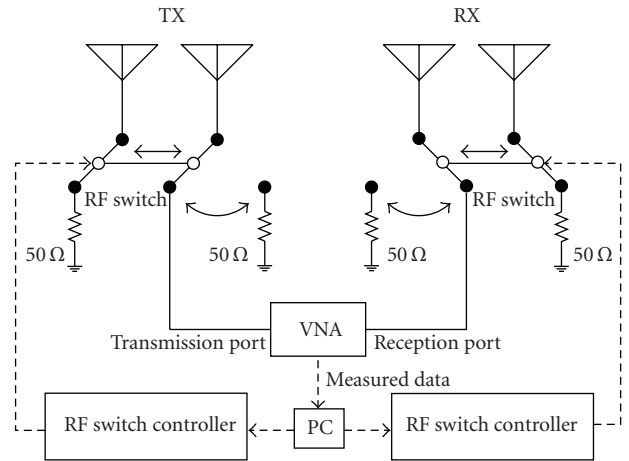 TX
RX
RF switch
RF switch
50 Ω
50 Ω
50 Ω
50 Ω
VNA
Transmission port
Reception port
Measured data
RF switch controller
PC
RF switch controller